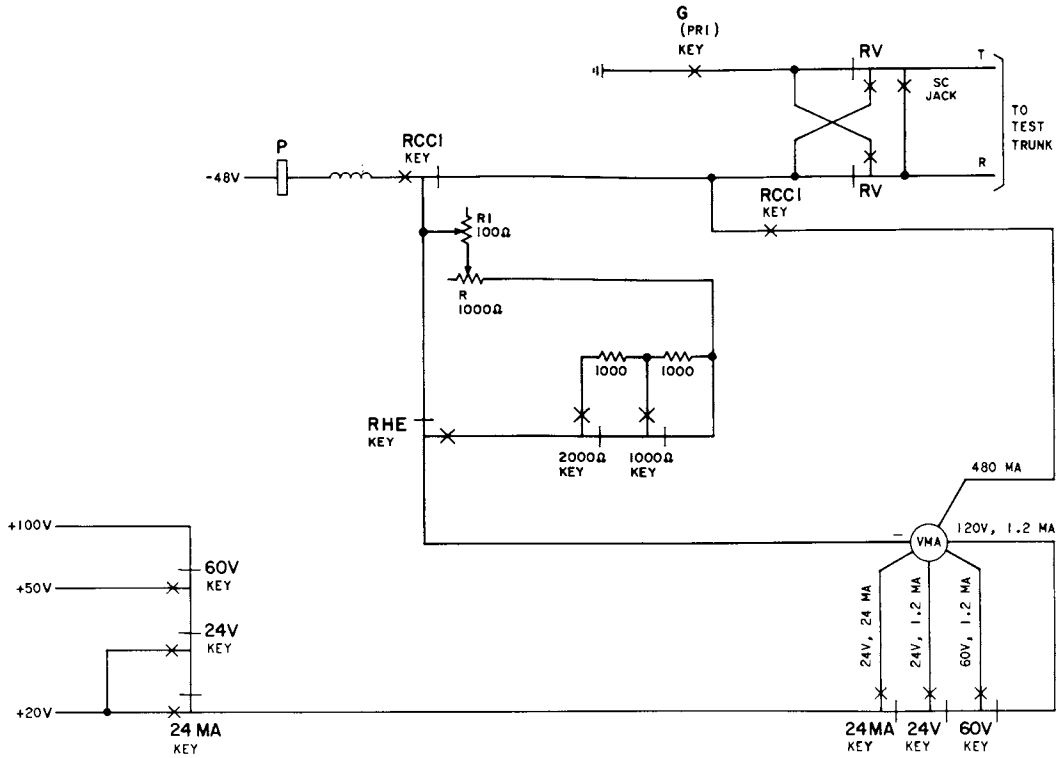 G
(PRI)
KEY
RV
T
SC
JACK
TO
TEST
TRUNK
P
RCC1
KEY
-48V
R
RV
RCC1
KEY
R1
100Ω
R
1000Ω
1000
1000
RHE
KEY
2000Ω
KEY
1000Ω
KEY
480 MA
+100V
120V, 1.2 MA
- VMA
60V
KEY
+50V
24V, 24 MA
24V, 1.2 MA
60V, 1.2 MA
24V
KEY
+20V
24 MA
KEY
24MA
KEY
24V
KEY
60V
KEY